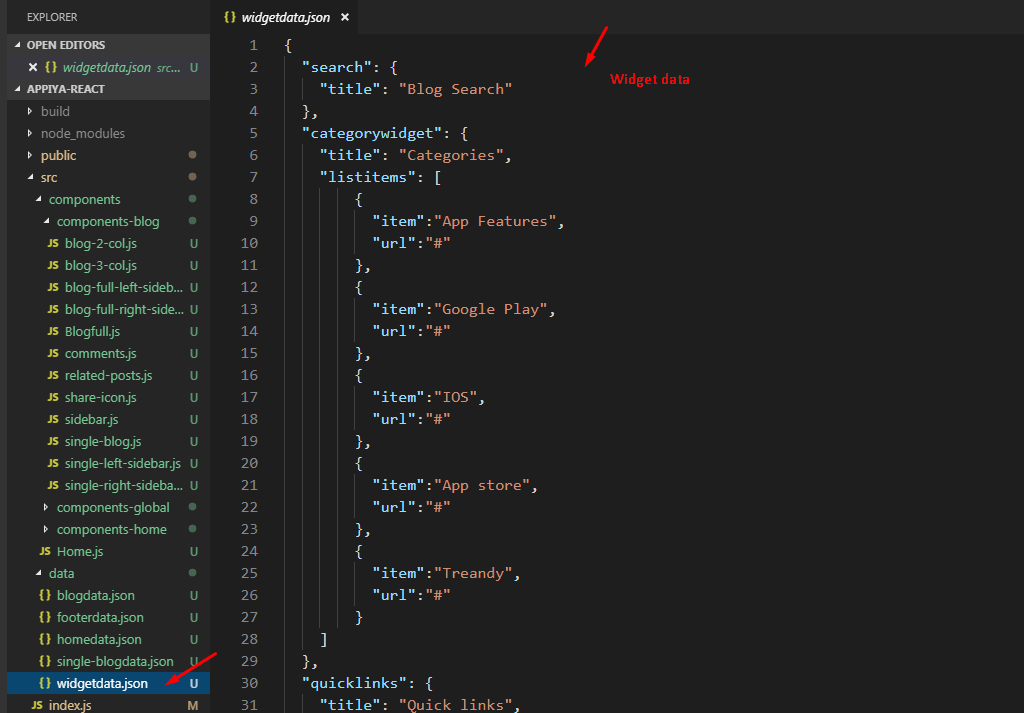 EXPLORER
OPEN EDITORS
{} widgetdata.json src... U
APPIYA-REACT
build
node_modules
public
src
components
components-blog
JS blog-2-col.js U
JS blog-3-col.js U
JS blog-full-left-sideb... U
JS blog-full-right-side... U
JS Blogfull.js U
JS comments.js U
JS related-posts.js U
JS share-icon.js U
JS sidebar.js U
JS single-blog.js U
JS single-left-sidebar.js U
JS single-right-sideba... U
components-global
components-home
JS Home.js U
data
{} blogdata.json U
{} footerdata.json U
{} homedata.json U
{} single-blogdata.json U
{} widgetdata.json U
JS index.js M
{} widgetdata.json ×
1 {
2 "search": {
3 "title": "Blog Search"
4 },
5 "categorywidget": {
6 "title": "Categories",
7 "listitems": [
8 {
9 "item":"App Features",
10 "url":"#"
11 },
12 {
13 "item":"Google Play",
14 "url":"#"
15 },
16 {
17 "item":"IOS",
18 "url":"#"
19 },
20 {
21 "item":"App store",
22 "url":"#"
23 },
24 {
25 "item":"Treandy",
26 "url":"#"
27 }
28 ]
29 },
30 "quicklinks": {
31 "title": "Quick links",
Widget data